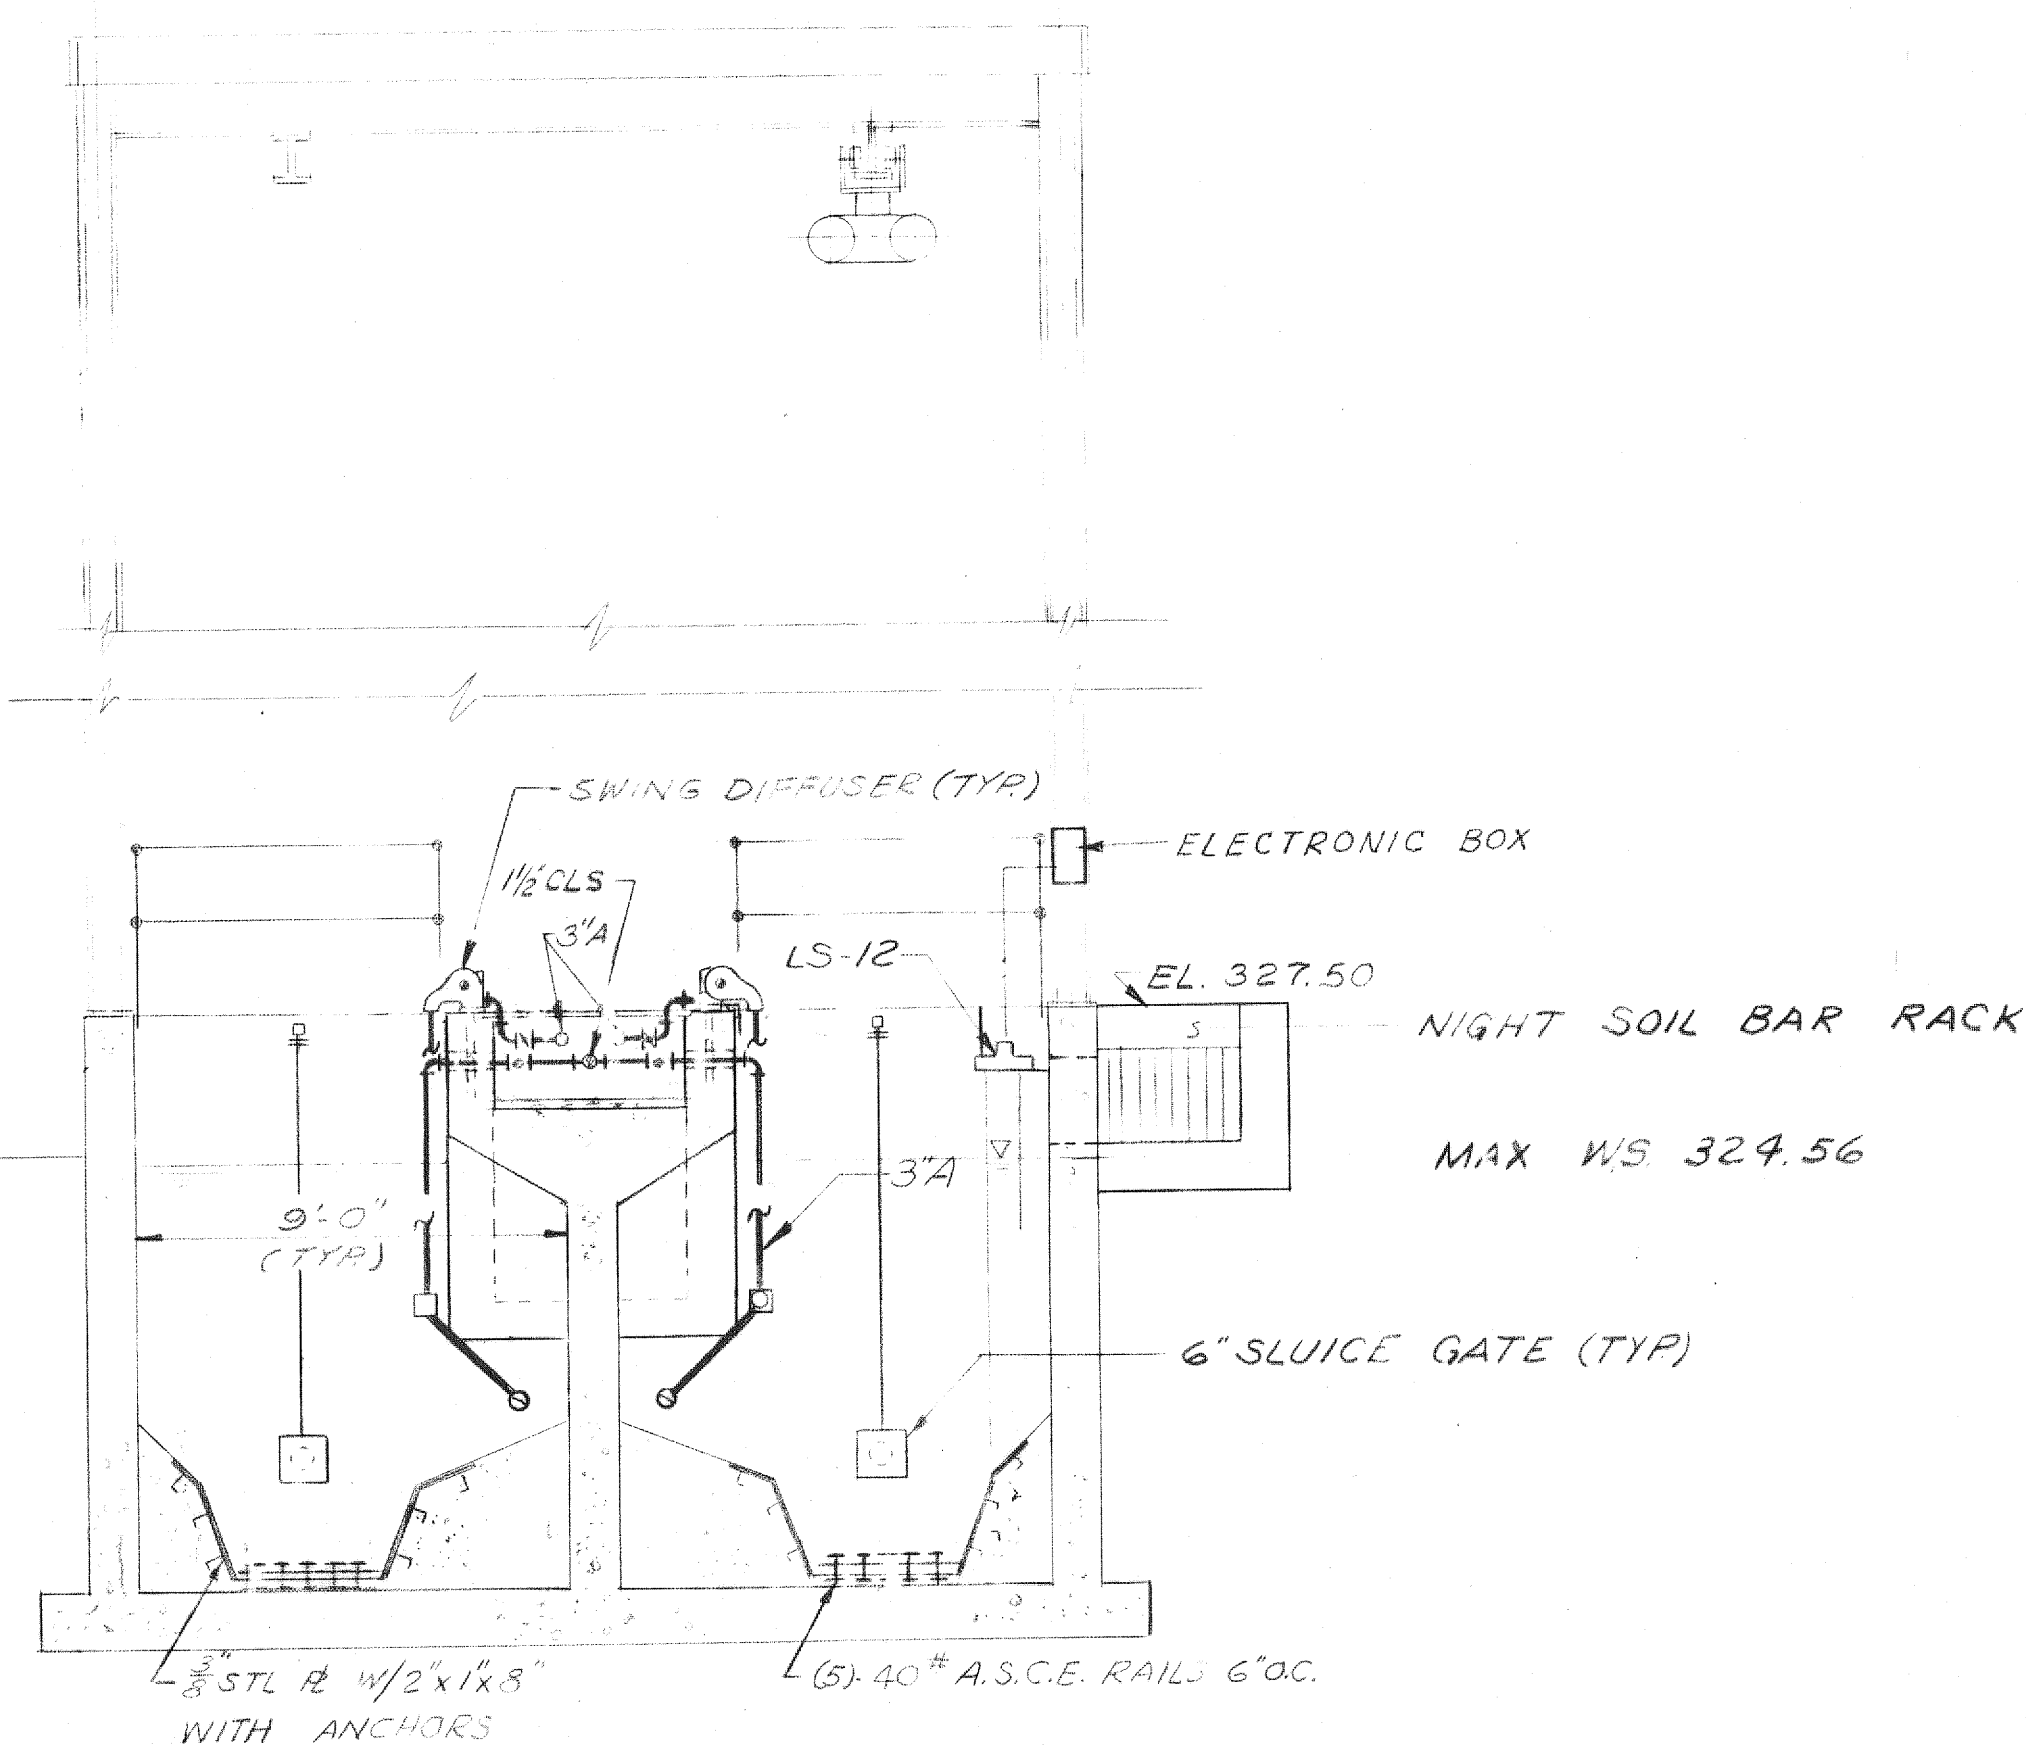 SWING DIFFUSER (TYP.)
ELECTRONIC BOX
1½" CLS
3"A
LS-12
EL. 327.50
NIGHT SOIL BAR RACK
S
MAX W.S. 324.56
3"A
9'-0"
(TYP.)
6" SLUICE GATE (TYP.)
3/8" STL ⅊ W/2"x1"x8"
WITH ANCHORS
(5)-40# A.S.C.E. RAILS 6" O.C.